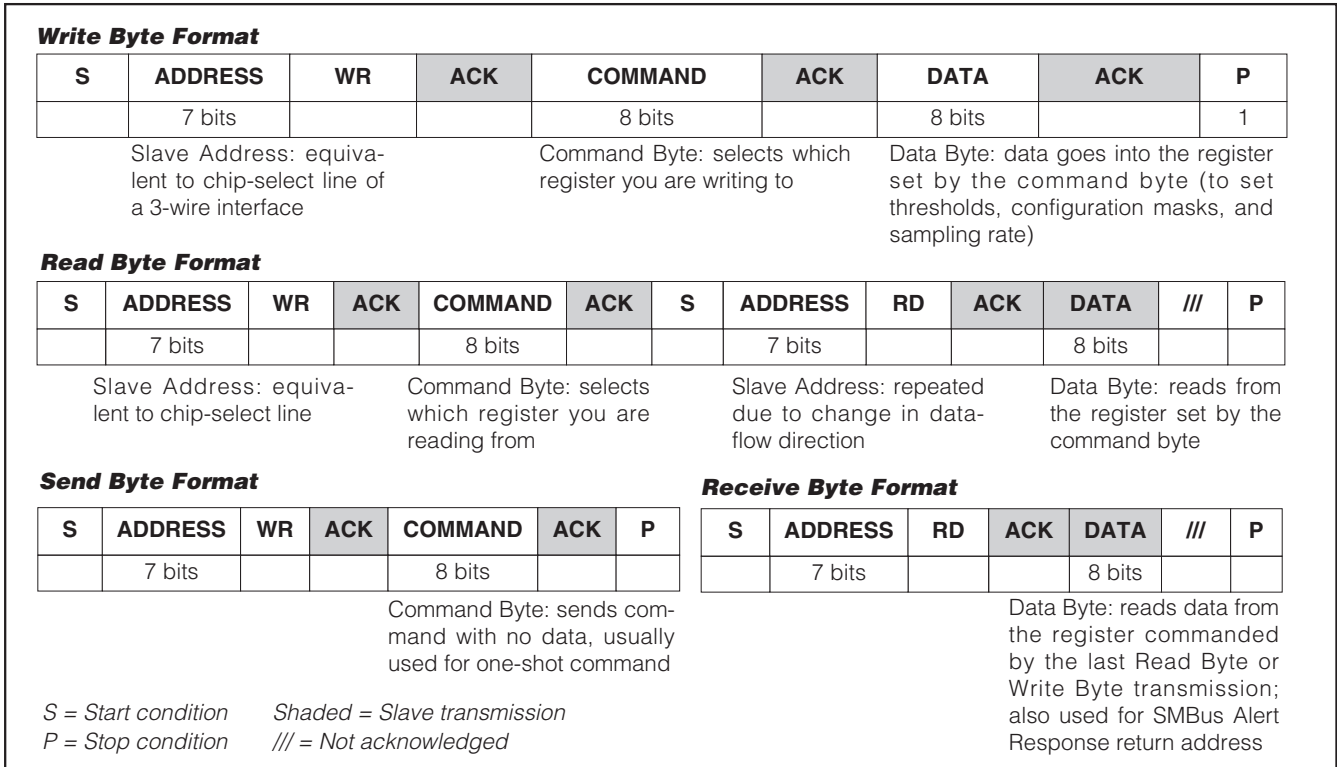 Write Byte Format
S ADDRESS WR ACK COMMAND ACK DATA ACK P
7 bits 8 bits 8 bits 1
Slave Address: equiva-
lent to chip-select line of
a 3-wire interface
Command Byte: selects which
register you are writing to
Data Byte: data goes into the register
set by the command byte (to set
thresholds, configuration masks, and
sampling rate)
Read Byte Format
S ADDRESS WR ACK COMMAND ACK S ADDRESS RD ACK DATA /// P
7 bits 8 bits 7 bits 8 bits
Slave Address: equiva-
lent to chip-select line
Command Byte: selects
which register you are
reading from
Slave Address: repeated
due to change in data-
flow direction
Data Byte: reads from
the register set by the
command byte
Send Byte Format
S ADDRESS WR ACK COMMAND ACK P
7 bits 8 bits
Command Byte: sends com-
mand with no data, usually
used for one-shot command
Receive Byte Format
S ADDRESS RD ACK DATA /// P
7 bits 8 bits
Data Byte: reads data from
the register commanded
by the last Read Byte or
Write Byte transmission;
also used for SMBus Alert
Response return address
S = Start condition Shaded = Slave transmission
P = Stop condition /// = Not acknowledged